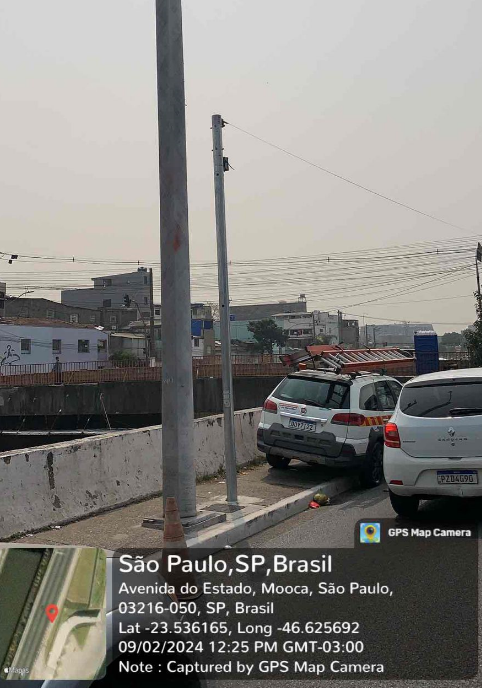 PZU4G90
GPS Map Camera
São Paulo,SP,Brasil
Avenida do Estado, Mooca, São Paulo,
03216-050, SP, Brasil
Lat -23.536165, Long -46.625692
09/02/2024 12:25 PM GMT-03:00
Note : Captured by GPS Map Camera
Mapas